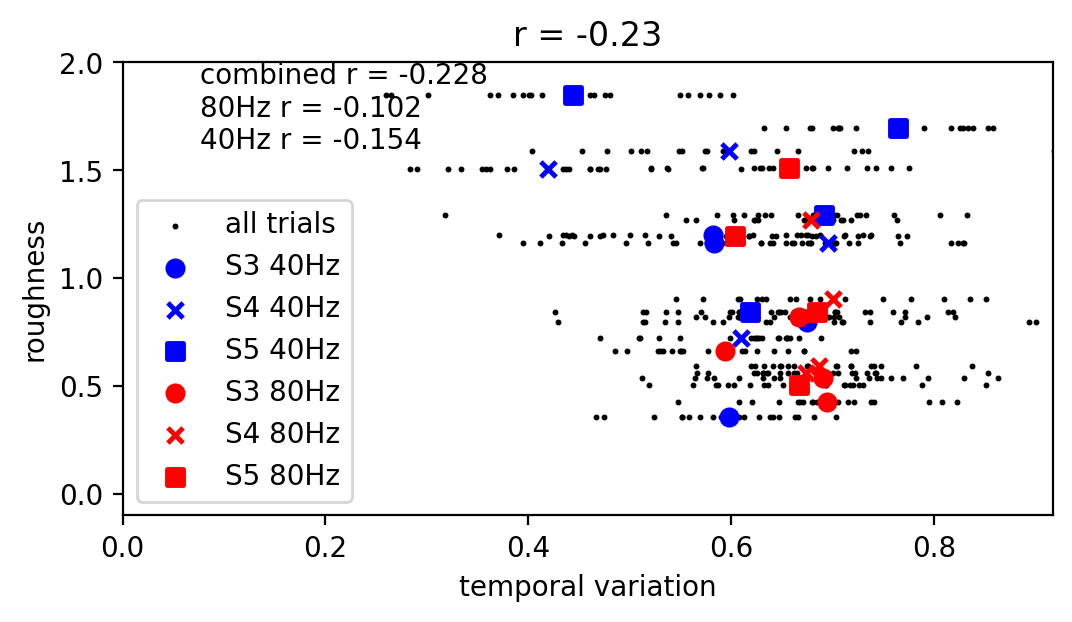 r = -0.23
combined r = -0.228
80Hz r = -0.102
40Hz r = -0.154
2.0
1.5
1.0
0.5
0.0
roughness
all trials
S3 40Hz
S4 40Hz
S5 40Hz
S3 80Hz
S4 80Hz
S5 80Hz
0.0 0.2 0.4 0.6 0.8
temporal variation